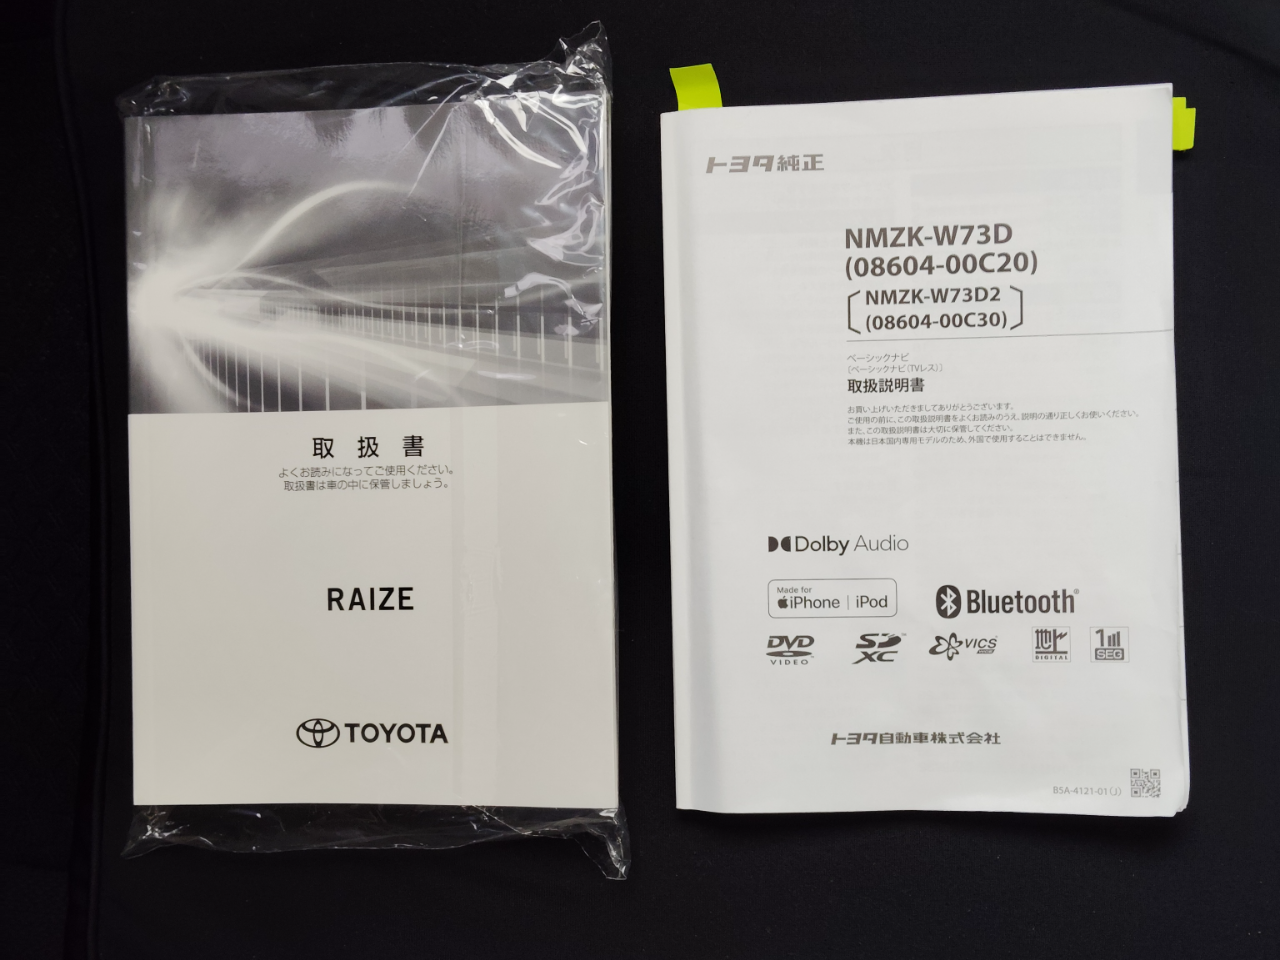 取扱書
よくお読みになってご使用ください。
取扱書は車の中に保管しましょう。
RAIZE
TOYOTA
トヨタ純正
NMZK-W73D
(08604-00C20)
NMZK-W73D2
(08604-00C30)
ベーシックナビ
(ベーシックナビ(TVレス))
取扱説明書
お買い上げいただきましてありがとうございます。
ご使用の前に、この取扱説明書をよくお読みのうえ、説明の通り正しくお使いください。
また、この取扱説明書は大切に保管してください。
本機は日本国内専用モデルのため、外国で使用することはできません。
Dolby Audio
Made for
iPhone | iPod
Bluetooth®
DVD
VIDEO
SD
XC
VICS
地上
DIGITAL
1
SEG
トヨタ自動車株式会社
B5A-4121-01(J)